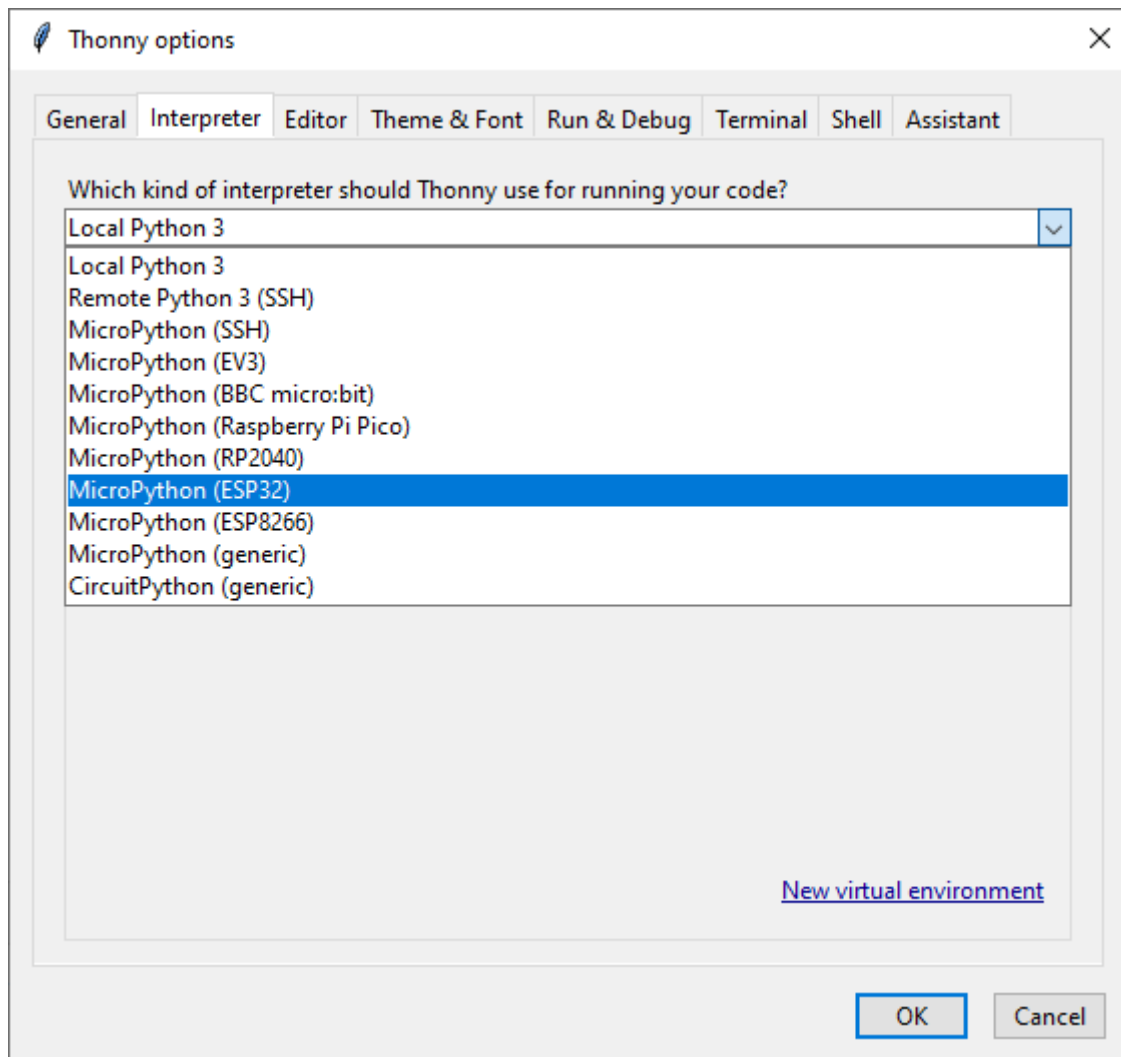 Thonny options
General Interpreter Editor Theme & Font Run & Debug Terminal Shell Assistant
Which kind of interpreter should Thonny use for running your code?
Local Python 3
Local Python 3
Remote Python 3 (SSH)
MicroPython (SSH)
MicroPython (EV3)
MicroPython (BBC micro:bit)
MicroPython (Raspberry Pi Pico)
MicroPython (RP2040)
MicroPython (ESP32)
MicroPython (ESP8266)
MicroPython (generic)
CircuitPython (generic)
New virtual environment
OK Cancel